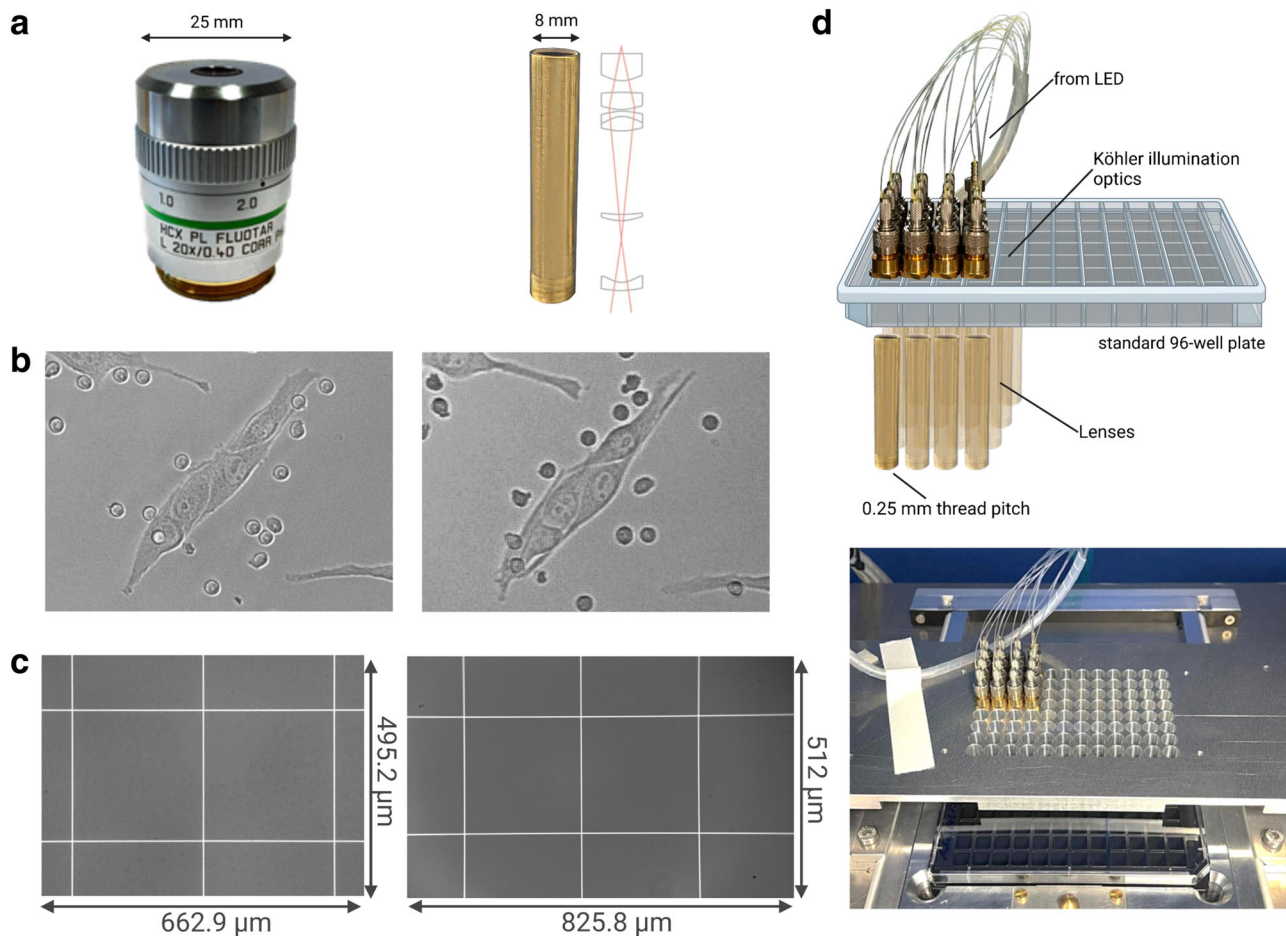 a
25 mm
1.0
2.0
HCX PL FLUOTAR
L 20x/0.40 CORR
8 mm
b
c
495.2 µm
662.9 µm
512 µm
825.8 µm
d
from LED
Köhler illumination
optics
standard 96-well plate
Lenses
0.25 mm thread pitch